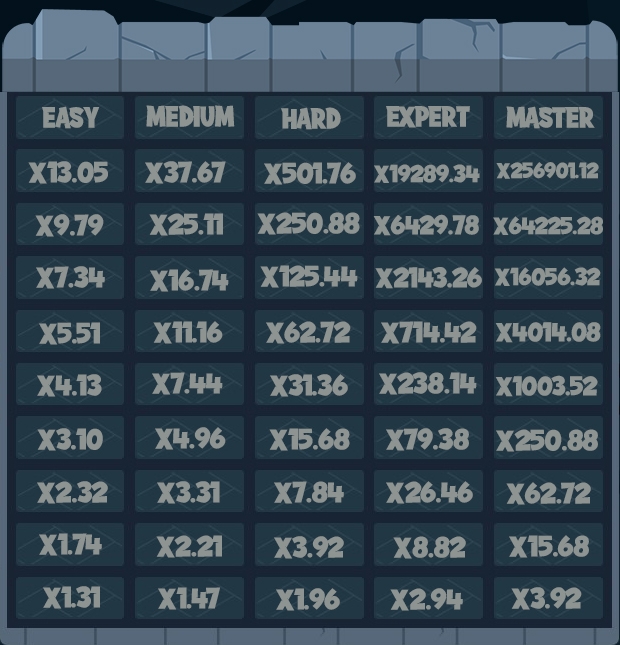 EASY MEDIUM HARD EXPERT MASTER
X13.05 X37.67 X501.76 X19289.34 X256901.12
X9.79 X25.11 X250.88 X6429.78 X64225.28
X7.34 X16.74 X125.44 X2143.26 X16056.32
X5.51 X11.16 X62.72 X714.42 X4014.08
X4.13 X7.44 X31.36 X238.14 X1003.52
X3.10 X4.96 X15.68 X79.38 X250.88
X2.32 X3.31 X7.84 X26.46 X62.72
X1.74 X2.21 X3.92 X8.82 X15.68
X1.31 X1.47 X1.96 X2.94 X3.92